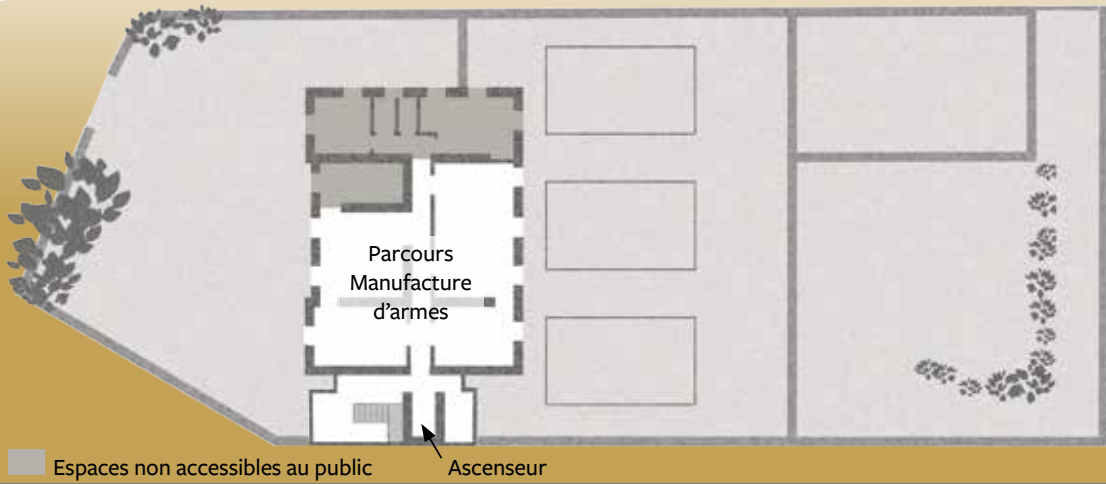 Parcours
Manufacture
d'armes
Espaces non accessibles au public
Ascenseur